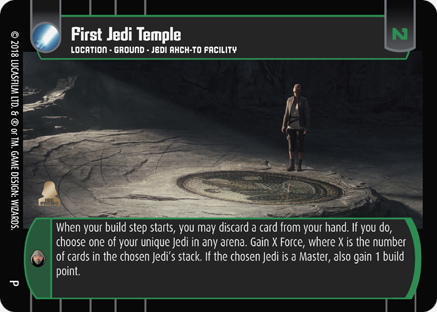 First Jedi Temple
LOCATION - GROUND - JEDI AHCH-TO FACILITY
N
© 2018 LUCASFILM LTD. & ® or TM. GAME DESIGN: WIZARDS.
When your build step starts, you may discard a card from your hand. If you do,
choose one of your unique Jedi in any arena. Gain X Force, where X is the number
of cards in the chosen Jedi's stack. If the chosen Jedi is a Master, also gain 1 build
point.
P